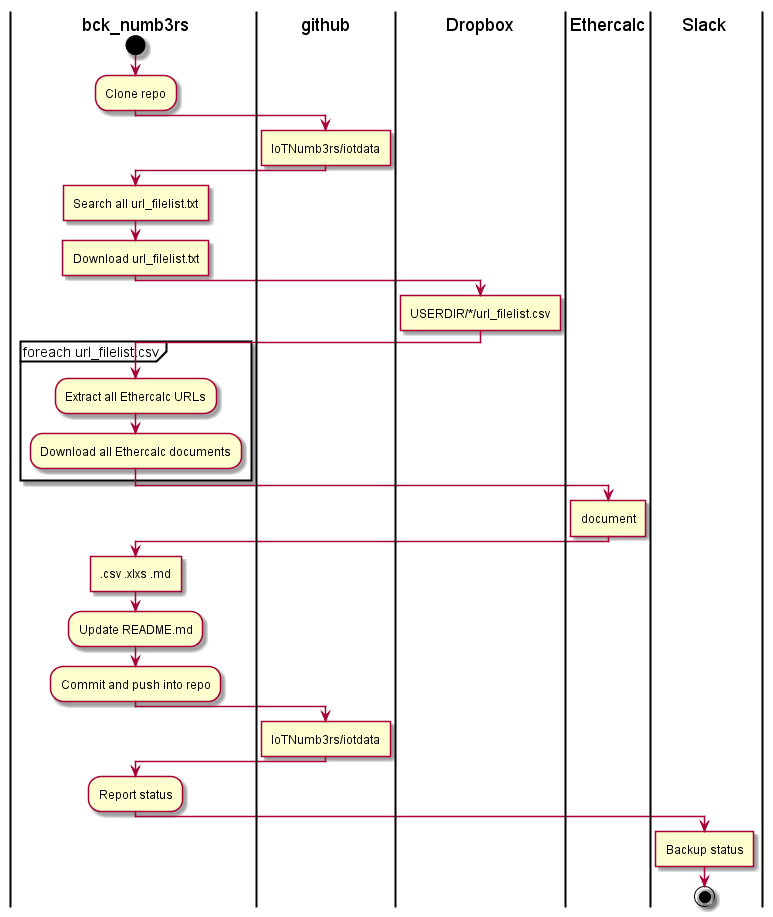 bck_numb3rs
github
Dropbox
Ethercalc
Slack
Clone repo
IoTNumb3rs/iotdata
Search all url_filelist.txt
Download url_filelist.txt
USERDIR/*/url_filelist.csv
foreach url_filelist.csv
Extract all Ethercalc URLs
Download all Ethercalc documents
document
.csv .xlxs .md
Update README.md
Commit and push into repo
IoTNumb3rs/iotdata
Report status
Backup status